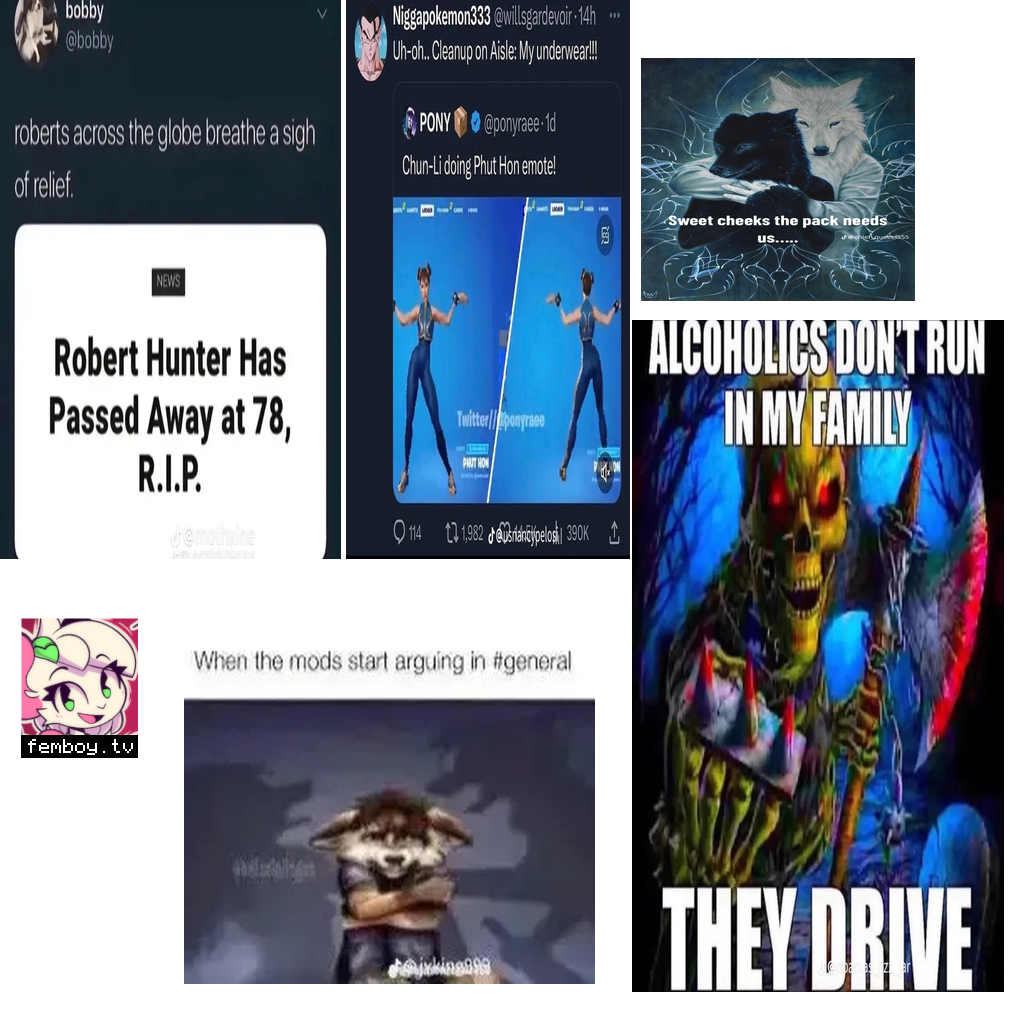 bobby
@bobby
roberts across the globe breathe a sigh
of relief.
NEWS
Robert Hunter Has
Passed Away at 78,
R.I.P.
Niggapokemon333 @willsgardevoir·14h
Uh-oh.. Cleanup on Aisle: My underwear!!!
PONY @ponyraee·1d
Chun-Li doing Phut Hon emote!
LOCKER
LOCKER
Twitter//@ponyraee
PHUT HON
114 1,982 390K
@usnancypelosi
Sweet cheeks the pack needs
us.....
ALCOHOLICS DON'T RUN
IN MY FAMILY
THEY DRIVE
femboy.tv
When the mods start arguing in #general